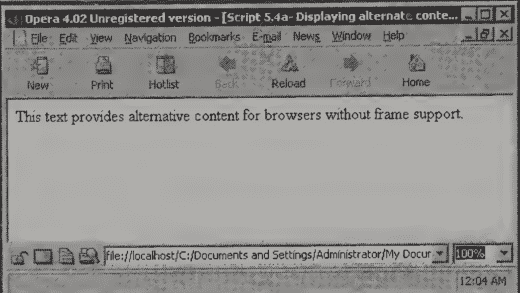 Opera 4.02 Unregistered version - [Script 5.4a- Displaying alternate conte...
File Edit View Navigation Bookmarks E-mail News Window Help
New Print Hotlist Back Reload Forward Home
This text provides alternative content for browsers without frame support.
file://localhost/C:/Documents and Settings/Administrator/My Docur 100%
12:04 AM